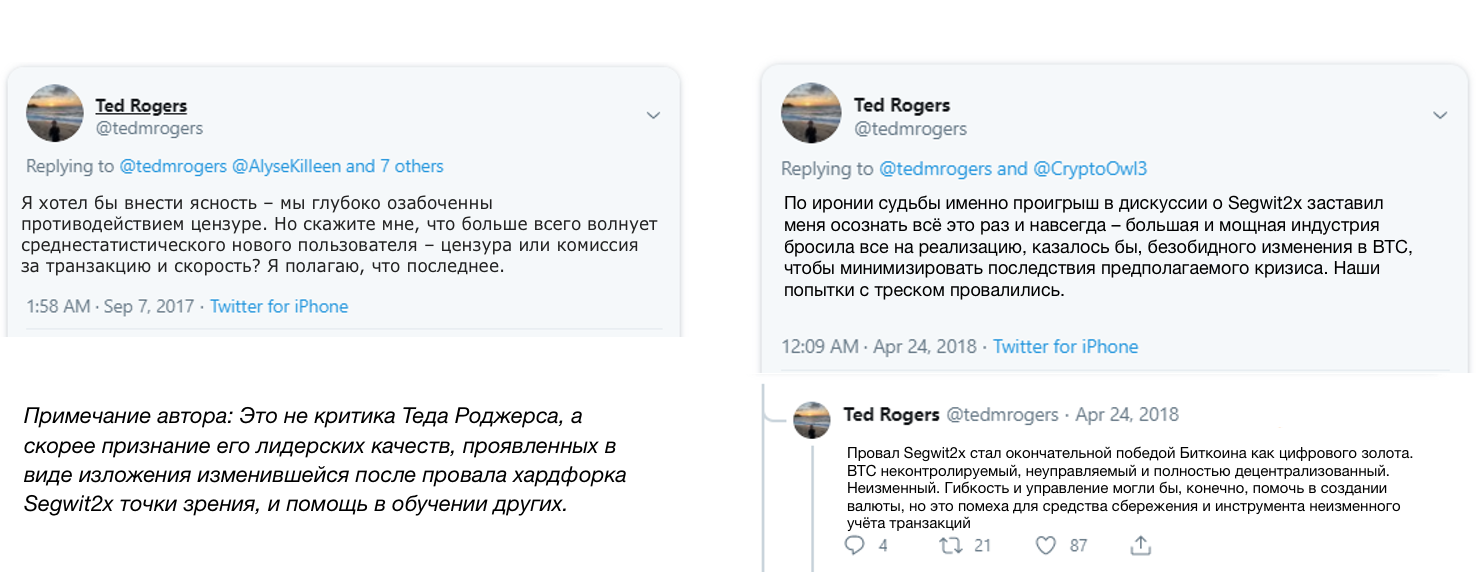 Ted Rogers
@tedmrogers
Replying to @tedmrogers @AlyseKilleen and 7 others
Я хотел бы внести ясность – мы глубоко озабоченны
противодействием цензуре. Но скажите мне, что больше всего волнует
среднестатистического нового пользователя – цензура или комиссия
за транзакцию и скорость? Я полагаю, что последнее.
1:58 AM · Sep 7, 2017 · Twitter for iPhone
Примечание автора: Это не критика Теда Роджерса, а
скорее признание его лидерских качеств, проявленных в
виде изложения изменившейся после провала хардфорка
Segwit2x точки зрения, и помощь в обучении других.
Ted Rogers
@tedmrogers
Replying to @tedmrogers and @CryptoOwl3
По иронии судьбы именно проигрыш в дискуссии о Segwit2x заставил
меня осознать всё это раз и навсегда – большая и мощная индустрия
бросила все на реализацию, казалось бы, безобидного изменения в BTC,
чтобы минимизировать последствия предполагаемого кризиса. Наши
попытки с треском провалились.
12:09 AM · Apr 24, 2018 · Twitter for iPhone
Ted Rogers @tedmrogers · Apr 24, 2018
Провал Segwit2x стал окончательной победой Биткоина как цифрового золота.
BTC неконтролируемый, неуправляемый и полностью децентрализованный.
Неизменный. Гибкость и управление могли бы, конечно, помочь в создании
валюты, но это помеха для средства сбережения и инструмента неизменного
учёта транзакций
4 21 87